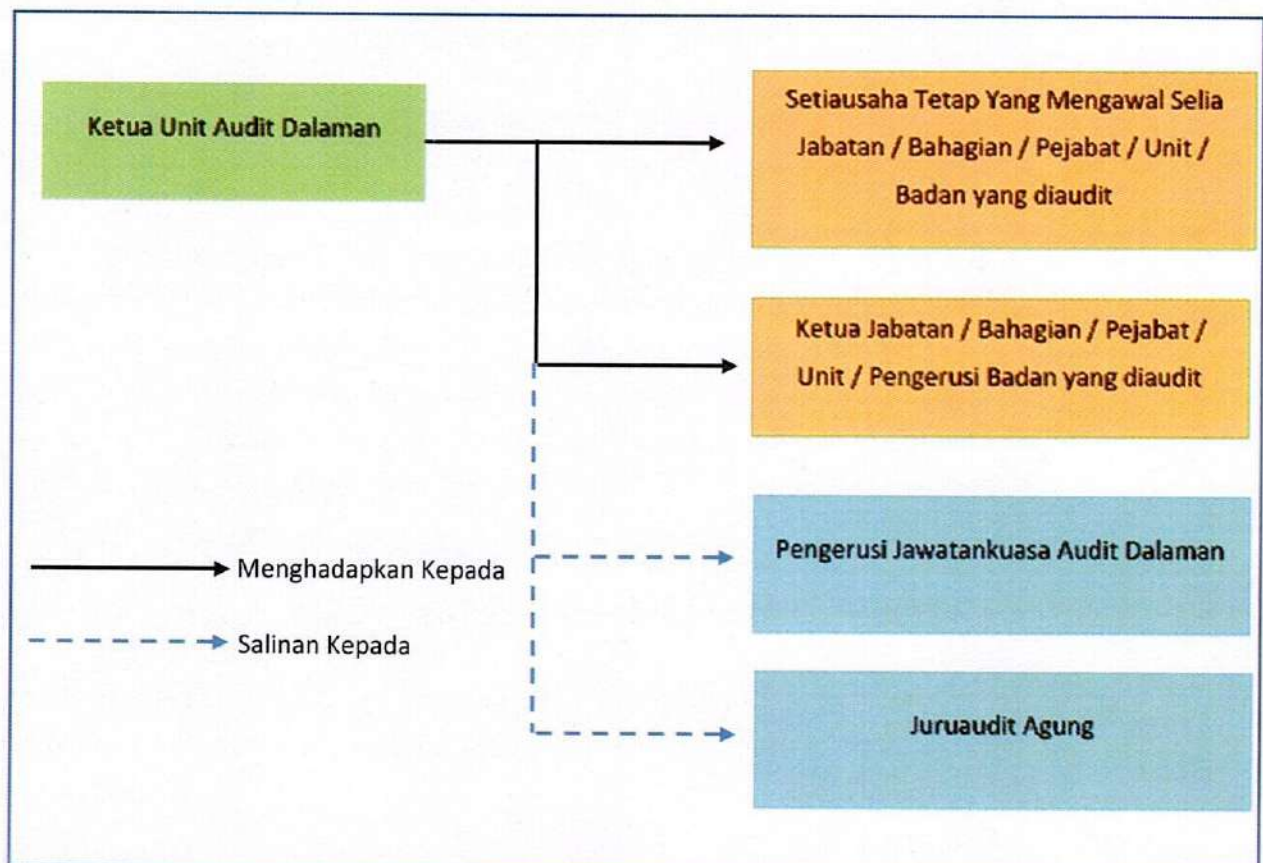 Ketua Unit Audit Dalaman
Setiausaha Tetap Yang Mengawal Selia
Jabatan / Bahagian / Pejabat / Unit /
Badan yang diaudit
Ketua Jabatan / Bahagian / Pejabat /
Unit / Pengerusi Badan yang diaudit
Pengerusi Jawatankuasa Audit Dalaman
Juruaudit Agung
Menghadapkan Kepada
Salinan Kepada